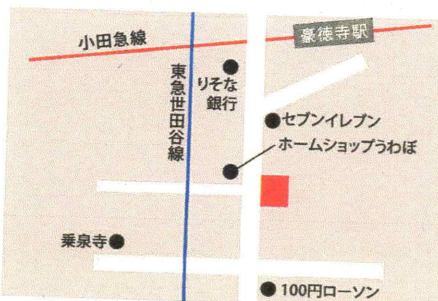 小田急線
豪徳寺駅
東急世田谷線
りそな
銀行
セブンイレブン
ホームショップうわぼ
乗泉寺
100円ローソン